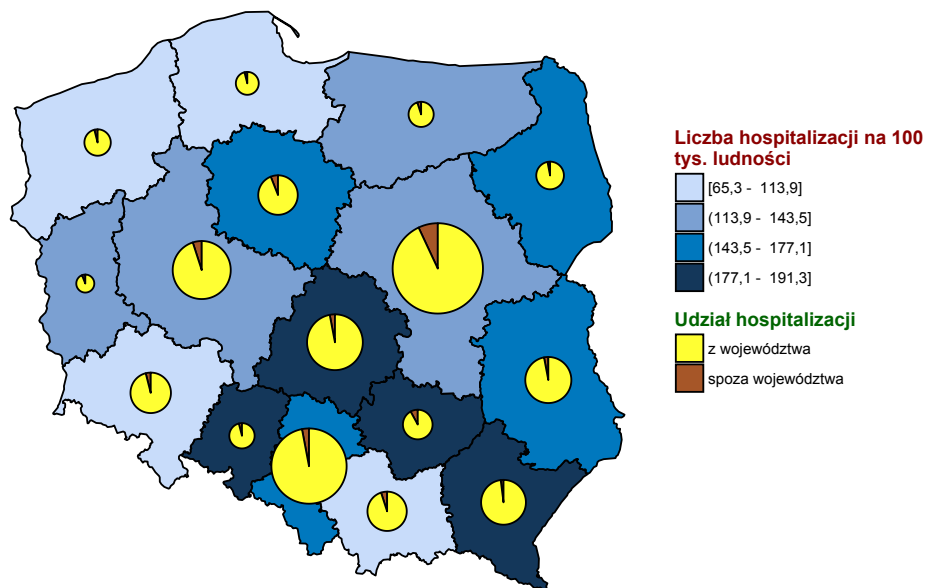 Liczba hospitalizacji na 100
tys. ludności
[65,3 - 113,9]
(113,9 - 143,5]
(143,5 - 177,1]
(177,1 - 191,3]
Udział hospitalizacji
z województwa
spoza województwa